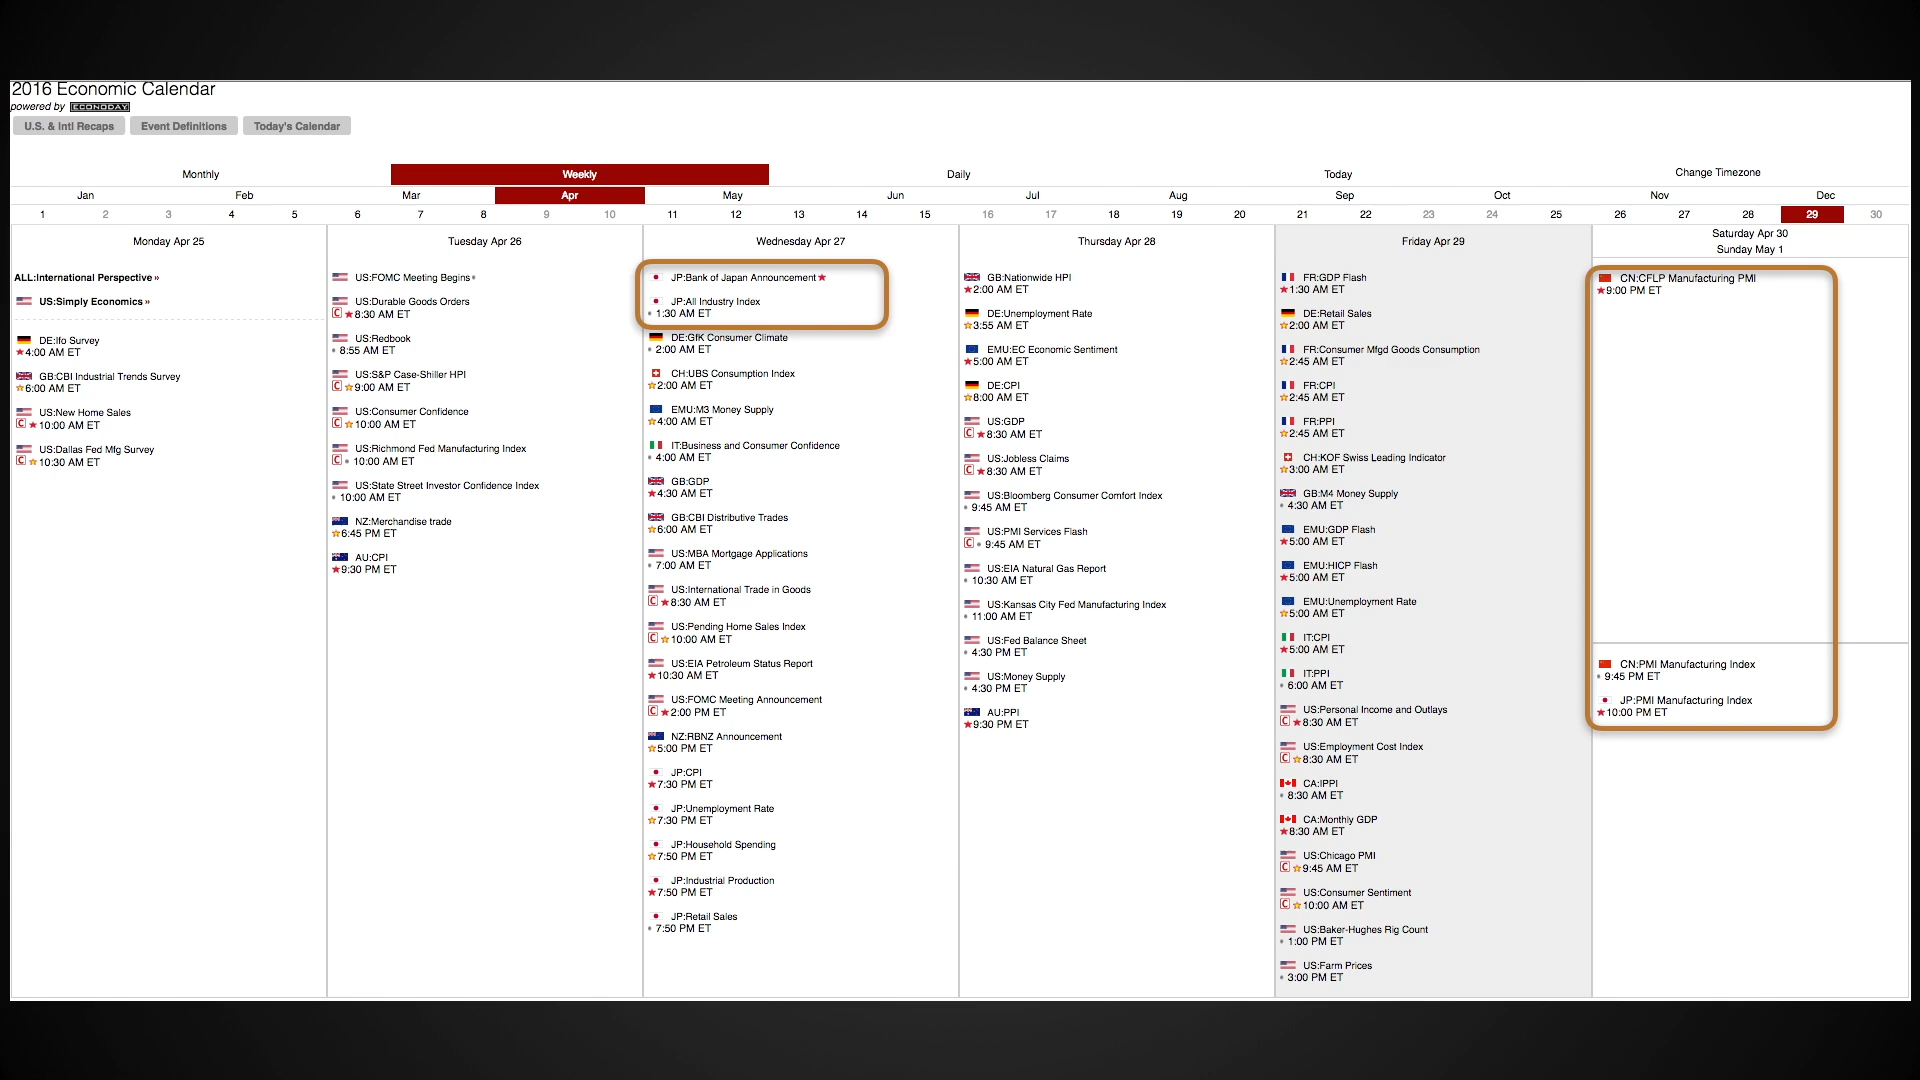 2016 Economic Calendar
powered by ECONODAY
U.S. & Intl Recaps Event Definitions Today's Calendar
Monthly Weekly Daily Today Change Timezone
Jan Feb Mar Apr May Jun Jul Aug Sep Oct Nov Dec
1 2 3 4 5 6 7 8 9 10 11 12 13 14 15 16 17 18 19 20 21 22 23 24 25 26 27 28 29 30
Monday Apr 25
ALL:International Perspective »
US:Simply Economics »
DE:Ifo Survey
4:00 AM ET
GB:CBI Industrial Trends Survey
6:00 AM ET
US:New Home Sales
C 10:00 AM ET
US:Dallas Fed Mfg Survey
C 10:30 AM ET
Tuesday Apr 26
US:FOMC Meeting Begins
US:Durable Goods Orders
C 8:30 AM ET
US:Redbook
8:55 AM ET
US:S&P Case-Shiller HPI
C 9:00 AM ET
US:Consumer Confidence
C 10:00 AM ET
US:Richmond Fed Manufacturing Index
C 10:00 AM ET
US:State Street Investor Confidence Index
10:00 AM ET
NZ:Merchandise trade
6:45 PM ET
AU:CPI
9:30 PM ET
Wednesday Apr 27
JP:Bank of Japan Announcement
JP:All Industry Index
1:30 AM ET
DE:GfK Consumer Climate
2:00 AM ET
CH:UBS Consumption Index
2:00 AM ET
EMU:M3 Money Supply
4:00 AM ET
IT:Business and Consumer Confidence
4:00 AM ET
GB:GDP
4:30 AM ET
GB:CBI Distributive Trades
6:00 AM ET
US:MBA Mortgage Applications
7:00 AM ET
US:International Trade in Goods
C 8:30 AM ET
US:Pending Home Sales Index
C 10:00 AM ET
US:EIA Petroleum Status Report
10:30 AM ET
US:FOMC Meeting Announcement
C 2:00 PM ET
NZ:RBNZ Announcement
5:00 PM ET
JP:CPI
7:30 PM ET
JP:Unemployment Rate
7:30 PM ET
JP:Household Spending
7:50 PM ET
JP:Industrial Production
7:50 PM ET
JP:Retail Sales
7:50 PM ET
Thursday Apr 28
GB:Nationwide HPI
2:00 AM ET
DE:Unemployment Rate
3:55 AM ET
EMU:EC Economic Sentiment
5:00 AM ET
DE:CPI
8:00 AM ET
US:GDP
C 8:30 AM ET
US:Jobless Claims
C 8:30 AM ET
US:Bloomberg Consumer Comfort Index
9:45 AM ET
US:PMI Services Flash
C 9:45 AM ET
US:EIA Natural Gas Report
10:30 AM ET
US:Kansas City Fed Manufacturing Index
11:00 AM ET
US:Fed Balance Sheet
4:30 PM ET
US:Money Supply
4:30 PM ET
AU:PPI
9:30 PM ET
Friday Apr 29
FR:GDP Flash
1:30 AM ET
DE:Retail Sales
2:00 AM ET
FR:Consumer Mfgd Goods Consumption
2:45 AM ET
FR:CPI
2:45 AM ET
FR:PPI
2:45 AM ET
CH:KOF Swiss Leading Indicator
3:00 AM ET
GB:M4 Money Supply
4:30 AM ET
EMU:GDP Flash
5:00 AM ET
EMU:HICP Flash
5:00 AM ET
EMU:Unemployment Rate
5:00 AM ET
IT:CPI
5:00 AM ET
IT:PPI
6:00 AM ET
US:Personal Income and Outlays
C 8:30 AM ET
US:Employment Cost Index
C 8:30 AM ET
CA:IPPI
8:30 AM ET
CA:Monthly GDP
8:30 AM ET
US:Chicago PMI
C 9:45 AM ET
US:Consumer Sentiment
C 10:00 AM ET
US:Baker-Hughes Rig Count
1:00 PM ET
US:Farm Prices
3:00 PM ET
Saturday Apr 30
Sunday May 1
CN:CFLP Manufacturing PMI
9:00 PM ET
CN:PMI Manufacturing Index
9:45 PM ET
JP:PMI Manufacturing Index
10:00 PM ET